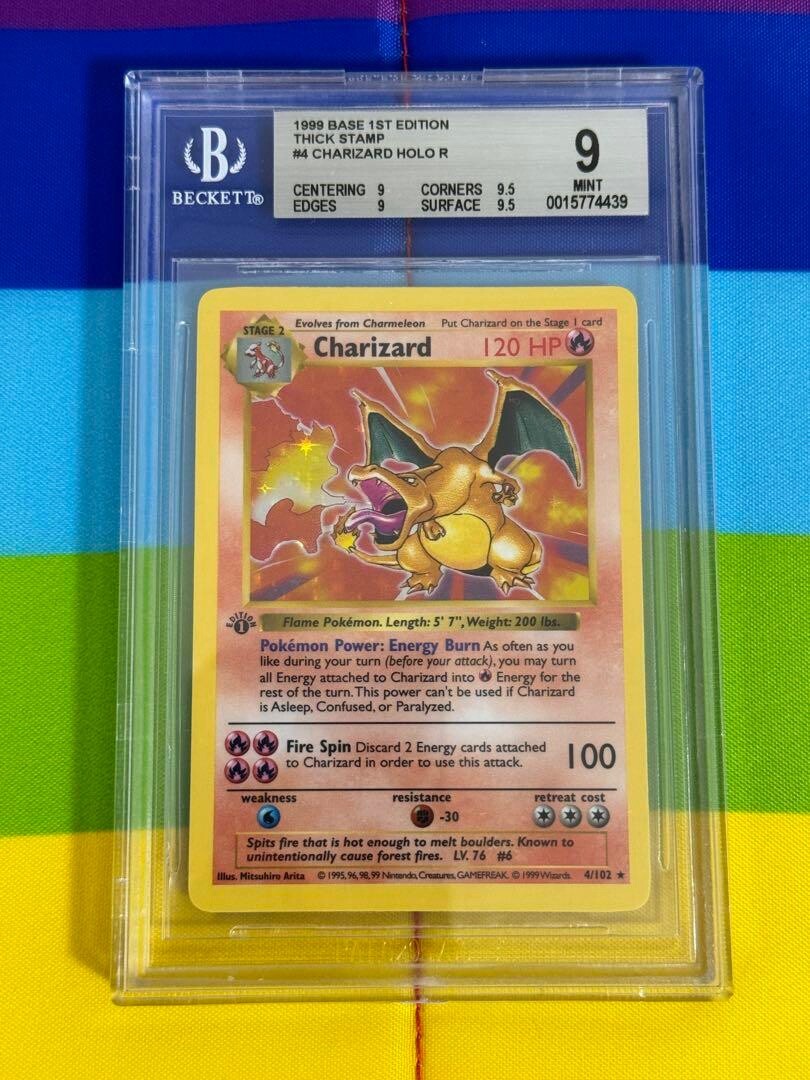 1999 BASE 1ST EDITION
THICK STAMP
#4 CHARIZARD HOLO R
CENTERING 9 CORNERS 9.5
EDGES 9 SURFACE 9.5
9
MINT
0015774439
B
BECKETT®
STAGE 2
Evolves from Charmeleon Put Charizard on the Stage 1 card
Charizard 120 HP
EDITION
1
Flame Pokémon. Length: 5' 7", Weight: 200 lbs.
Pokémon Power: Energy Burn As often as you
like during your turn (before your attack), you may turn
all Energy attached to Charizard into Energy for the
rest of the turn. This power can't be used if Charizard
is Asleep, Confused, or Paralyzed.
Fire Spin Discard 2 Energy cards attached
to Charizard in order to use this attack. 100
weakness resistance retreat cost
-30
Spits fire that is hot enough to melt boulders. Known to
unintentionally cause forest fires. LV. 76 #6
Illus. Mitsuhiro Arita © 1995, 96, 98, 99 Nintendo, Creatures, GAMEFREAK. © 1999 Wizards. 4/102 ★